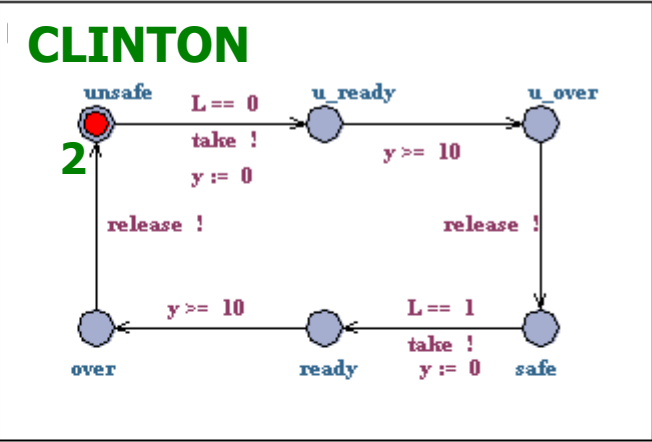 CLINTON
unsafe
L == 0
u_ready
u_over
take !
y >= 10
2
y := 0
release !
release !
y >= 10
L == 1
take !
over
ready
y := 0
safe